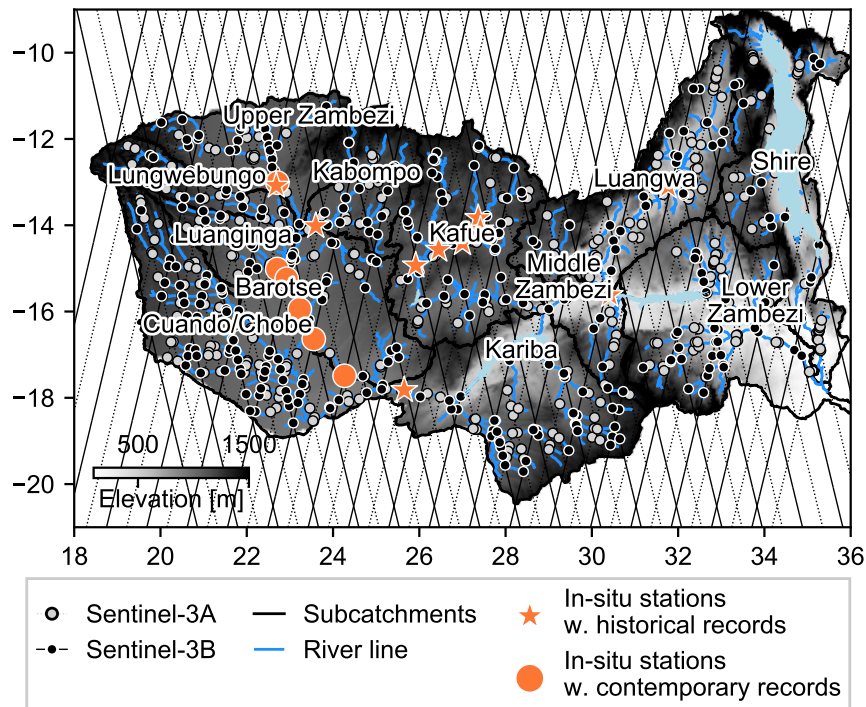 −10
−12
−14
−16
−18
−20
Upper Zambezi
Lungwebungo
Kabompo
Luangwa
Shire
Luanginga
Kafue
Middle
Zambezi
Barotse
Lower
Zambezi
Cuando/Chobe
Kariba
500
1500
Elevation [m]
18
20
22
24
26
28
30
32
34
36
Sentinel-3A
Sentinel-3B
Subcatchments
River line
In-situ stations
w. historical records
In-situ stations
w. contemporary records